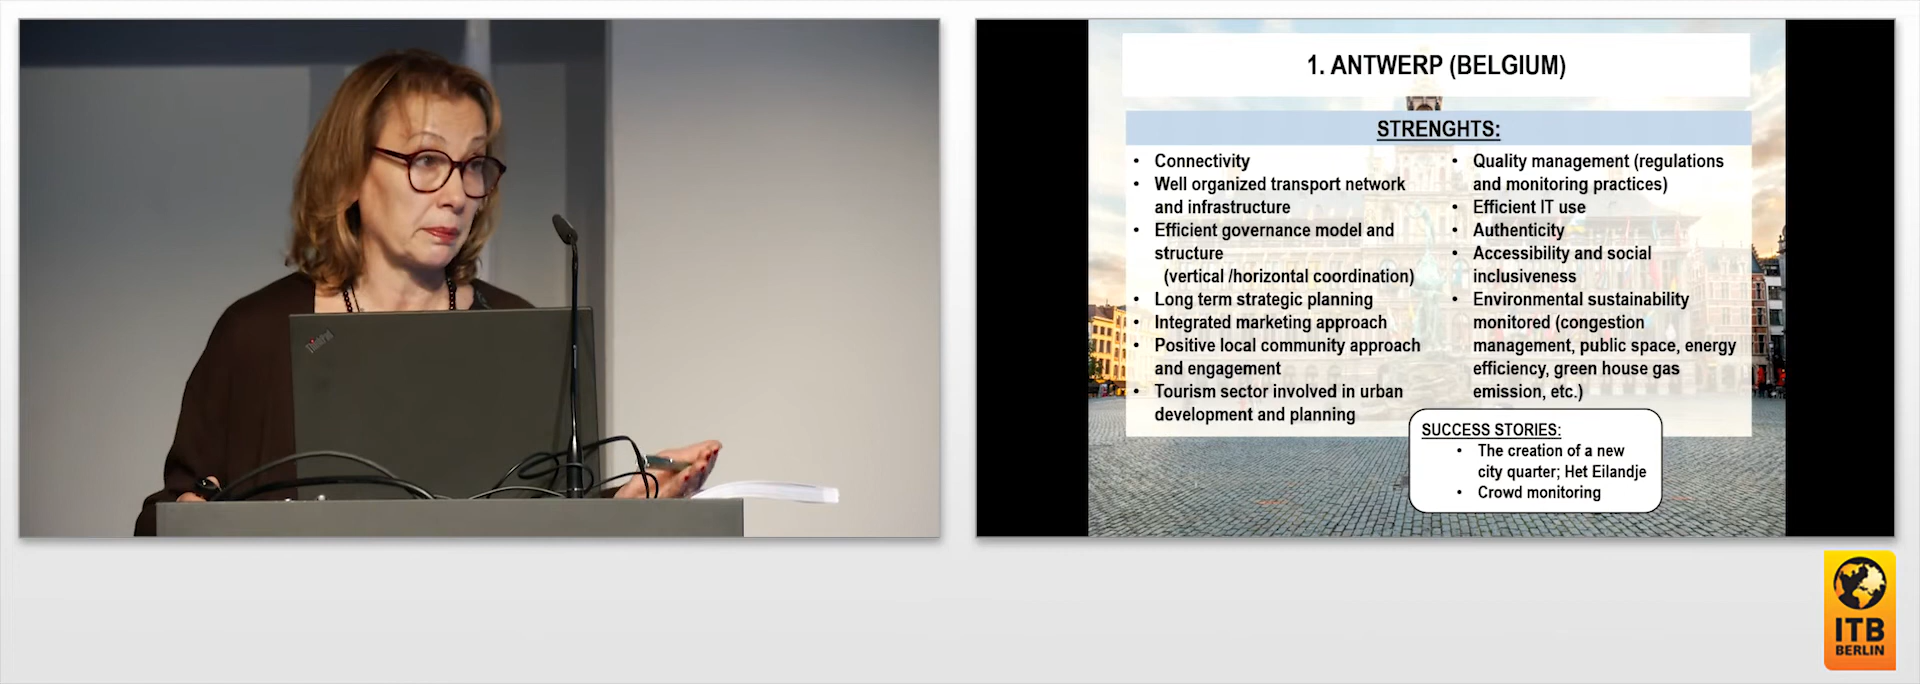 ThinkPad
1. ANTWERP (BELGIUM)
STRENGHTS:
• Connectivity
• Well organized transport network
and infrastructure
• Efficient governance model and
structure
(vertical /horizontal coordination)
• Long term strategic planning
• Integrated marketing approach
• Positive local community approach
and engagement
• Tourism sector involved in urban
development and planning
• Quality management (regulations
and monitoring practices)
• Efficient IT use
• Authenticity
• Accessibility and social
inclusiveness
• Environmental sustainability
monitored (congestion
management, public space, energy
efficiency, green house gas
emission, etc.)
SUCCESS STORIES:
• The creation of a new
city quarter; Het Eilandje
• Crowd monitoring
ITB
BERLIN